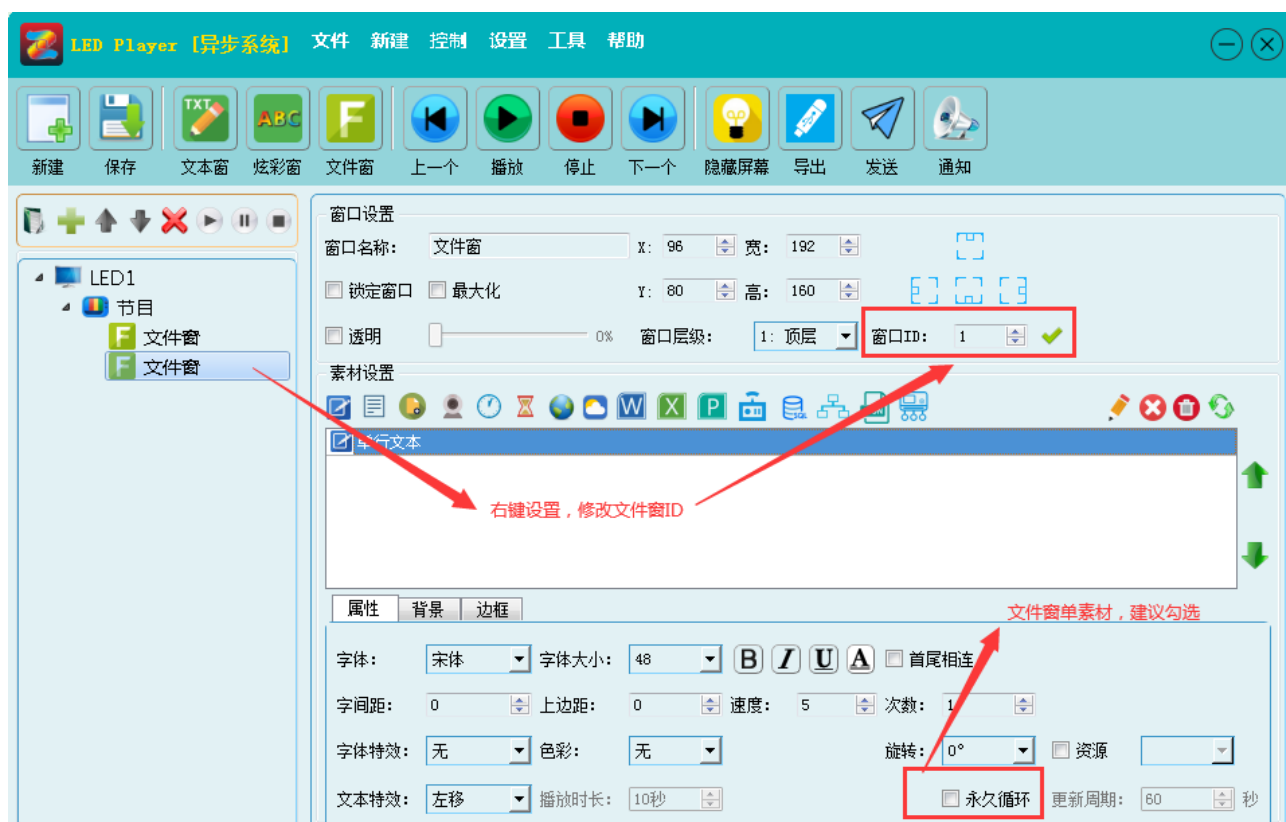 LED Player [异步系统] 文件 新建 控制 设置 工具 帮助
TXT ABC F
新建 保存 文本窗 炫彩窗 文件窗 上一个 播放 停止 下一个 隐藏屏幕 导出 发送 通知
窗口设置
窗口名称: 文件窗 X: 96 宽: 192
LED1
锁定窗口 最大化 Y: 80 高: 160
节目
F 文件窗
透明 0% 窗口层级: 1: 顶层 窗口ID: 1
F 文件窗
素材设置
W X P
单行文本
右键设置，修改文件窗ID
属性 背景 边框
文件窗单素材，建议勾选
字体: 宋体 字体大小: 48 B I U A 首尾相连
字间距: 0 上边距: 0 速度: 5 次数: 1
字体特效: 无 色彩: 无 旋转: 0° 资源
文本特效: 左移 播放时长: 10秒 永久循环 更新周期: 60 秒